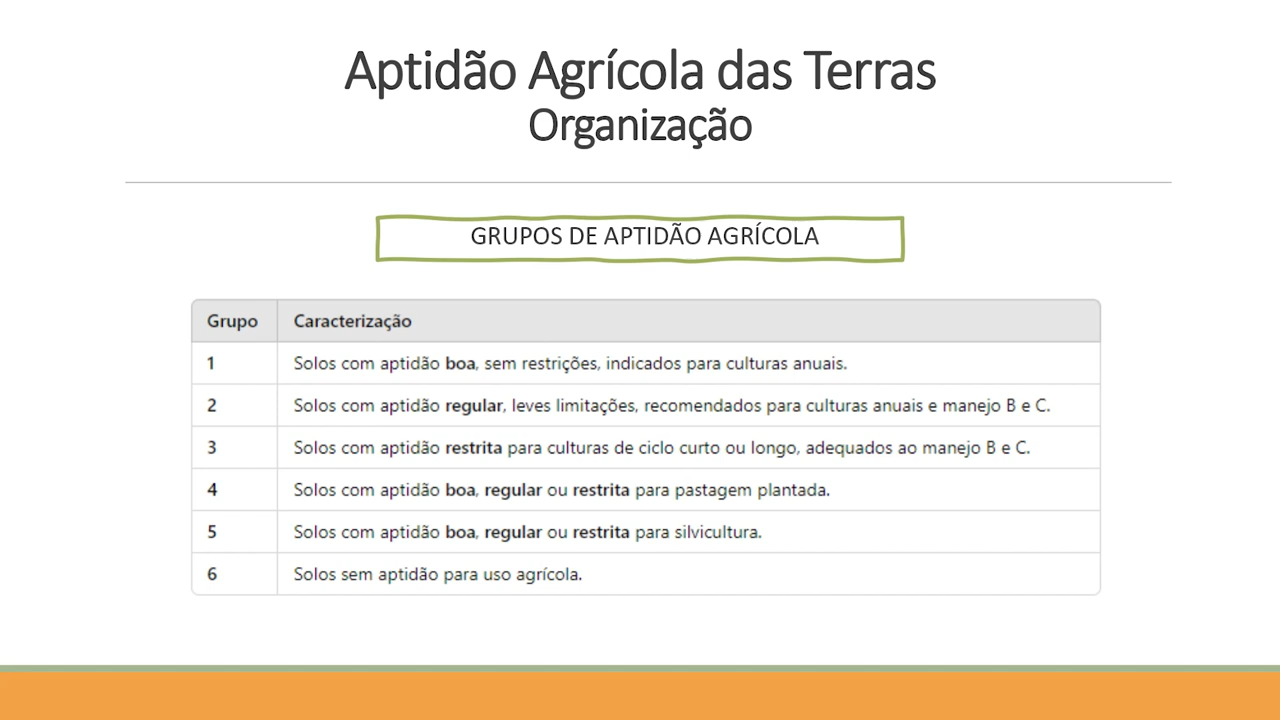 Aptidão Agrícola das Terras
Organização
GRUPOS DE APTIDÃO AGRÍCOLA
Grupo Caracterização
1 Solos com aptidão boa, sem restrições, indicados para culturas anuais.
2 Solos com aptidão regular, leves limitações, recomendados para culturas anuais e manejo B e C.
3 Solos com aptidão restrita para culturas de ciclo curto ou longo, adequados ao manejo B e C.
4 Solos com aptidão boa, regular ou restrita para pastagem plantada.
5 Solos com aptidão boa, regular ou restrita para silvicultura.
6 Solos sem aptidão para uso agrícola.